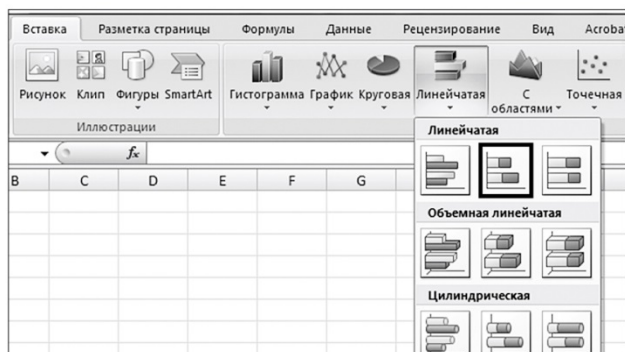 Вставка Разметка страницы Формулы Данные Рецензирование Вид Acroba
Рисунок Клип Фигуры SmartArt Гистограмма График Круговая Линейчатая С областями Точечная
Иллюстрации
Линейчатая
fx
B C D E F G
Объемная линейчатая
Цилиндрическая